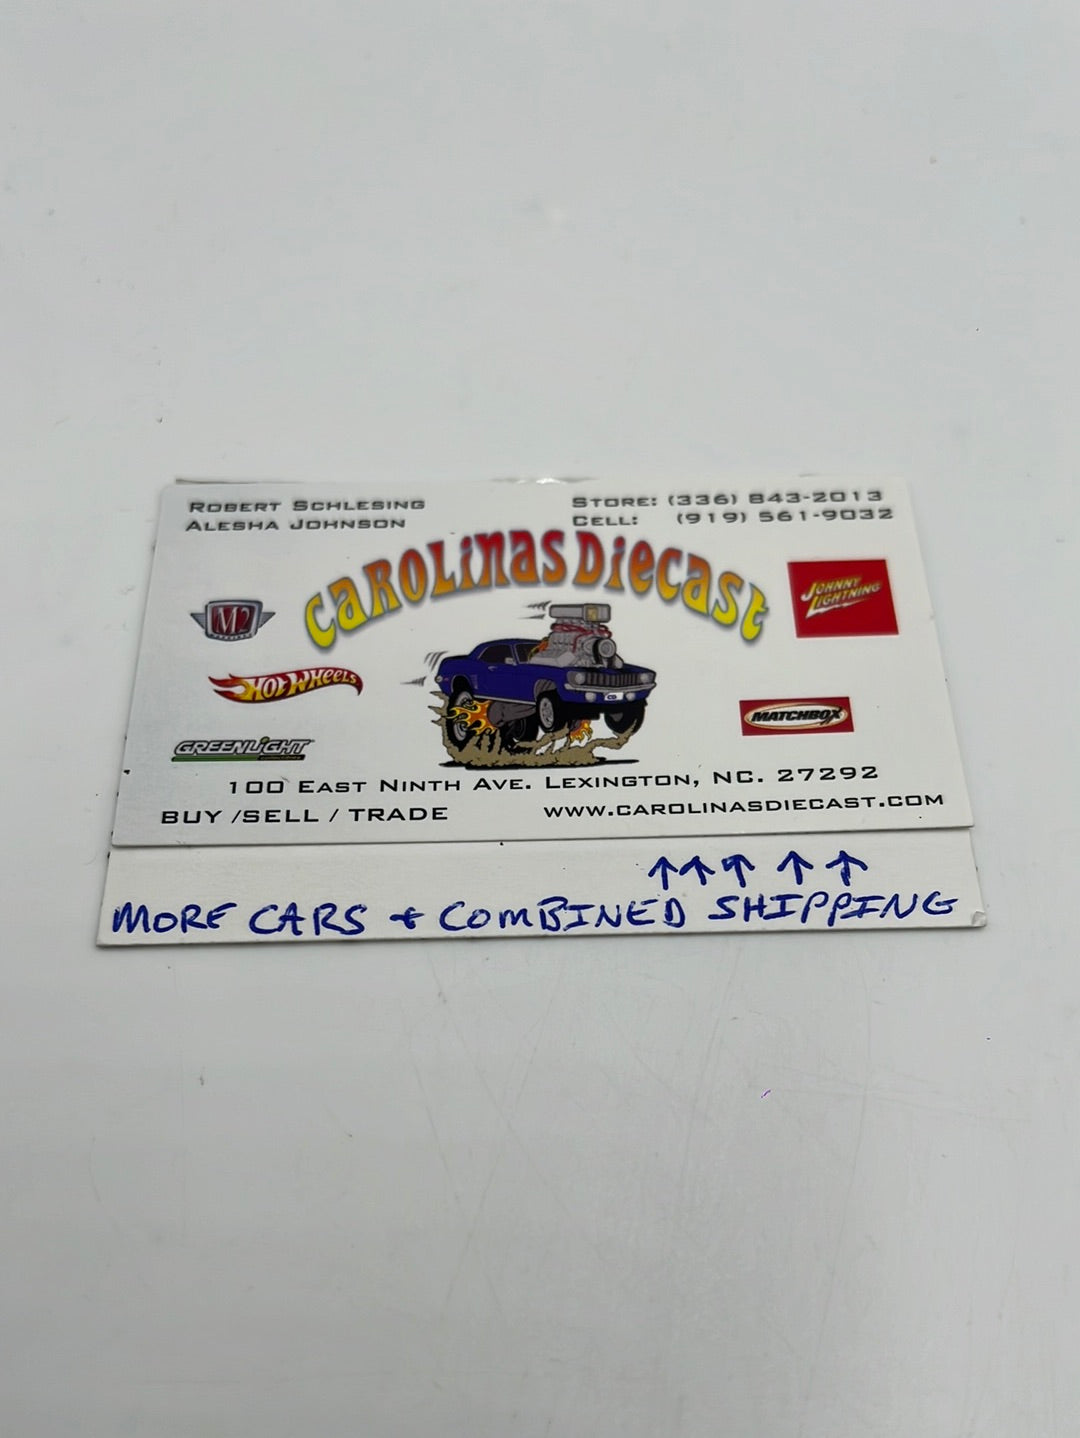 ROBERT SCHLESING
ALESHA JOHNSON
STORE: (336) 843-2013
CELL: (919) 561-9032
CAROLINAS DIECAST
M2
JOHNNY
LIGHTNING
HOT WHEELS
MATCHBOX
GREENLIGHT
CD
100 EAST NINTH AVE. LEXINGTON, NC. 27292
BUY /SELL / TRADE
WWW.CAROLINASDIECAST.COM
↑↑↑ ↑ ↑
MORE CARS & COMBINED SHIPPING